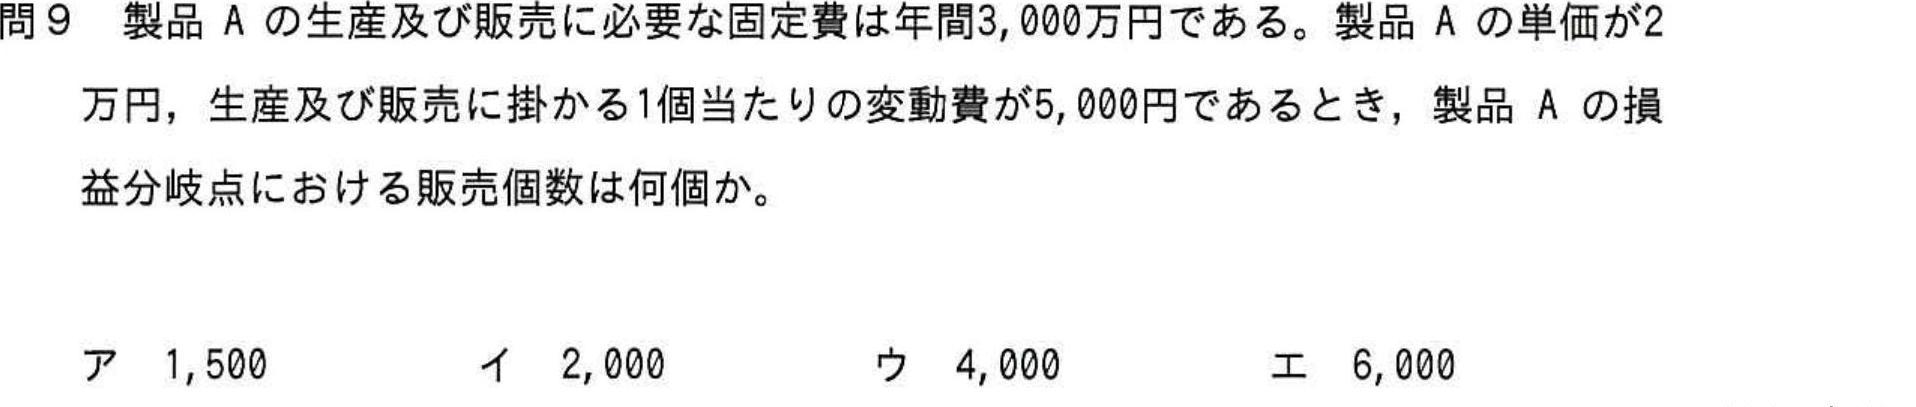 問９　製品 A の生産及び販売に必要な固定費は年間3,000万円である。製品 A の単価が2
万円，生産及び販売に掛かる1個当たりの変動費が5,000円であるとき，製品 A の損
益分岐点における販売個数は何個か。
ア　1,500　イ　2,000　ウ　4,000　エ　6,000